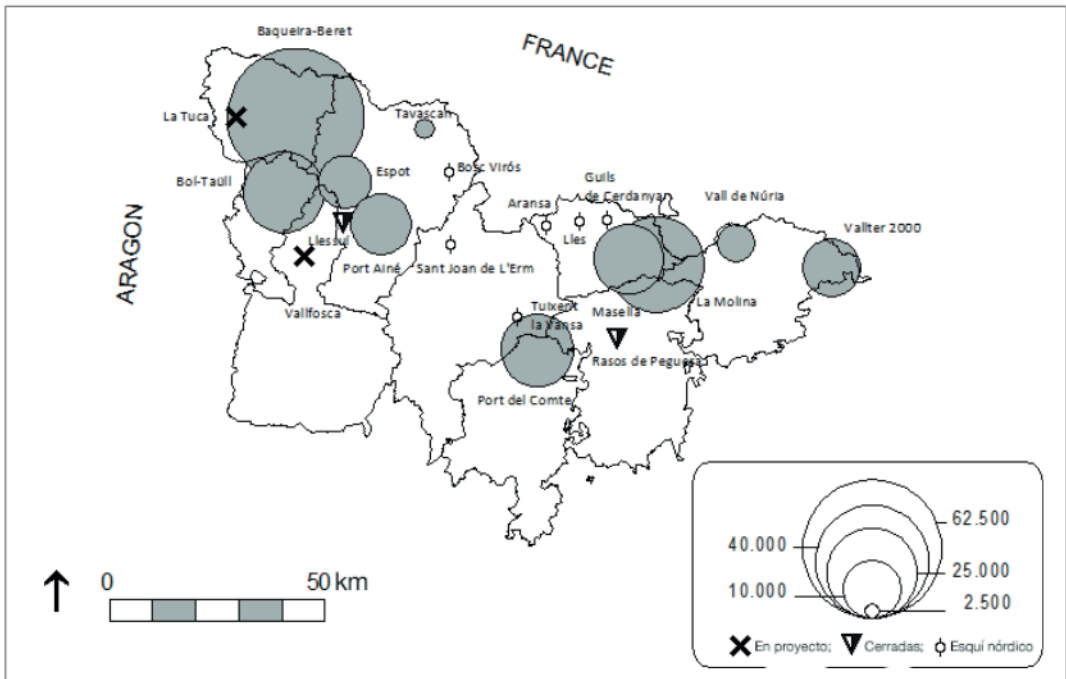 Baqueira-Beret
FRANCE
La Tuca
Tavascan
Bosc Virós
Espot
Boí-Taüll
Guils
de Cerdanya
Aransa
Vall de Núria
Lles
Vallter 2000
ARAGON
Llessui
Port Ainé
Sant Joan de L'Erm
Masella
La Molina
Vallfosca
Tuixent
la Vansa
Rasos de Peguesa
Port del Comte
0
50 km
62.500
40.000
25.000
10.000
2.500
En proyecto;
Cerradas;
Esquí nórdico